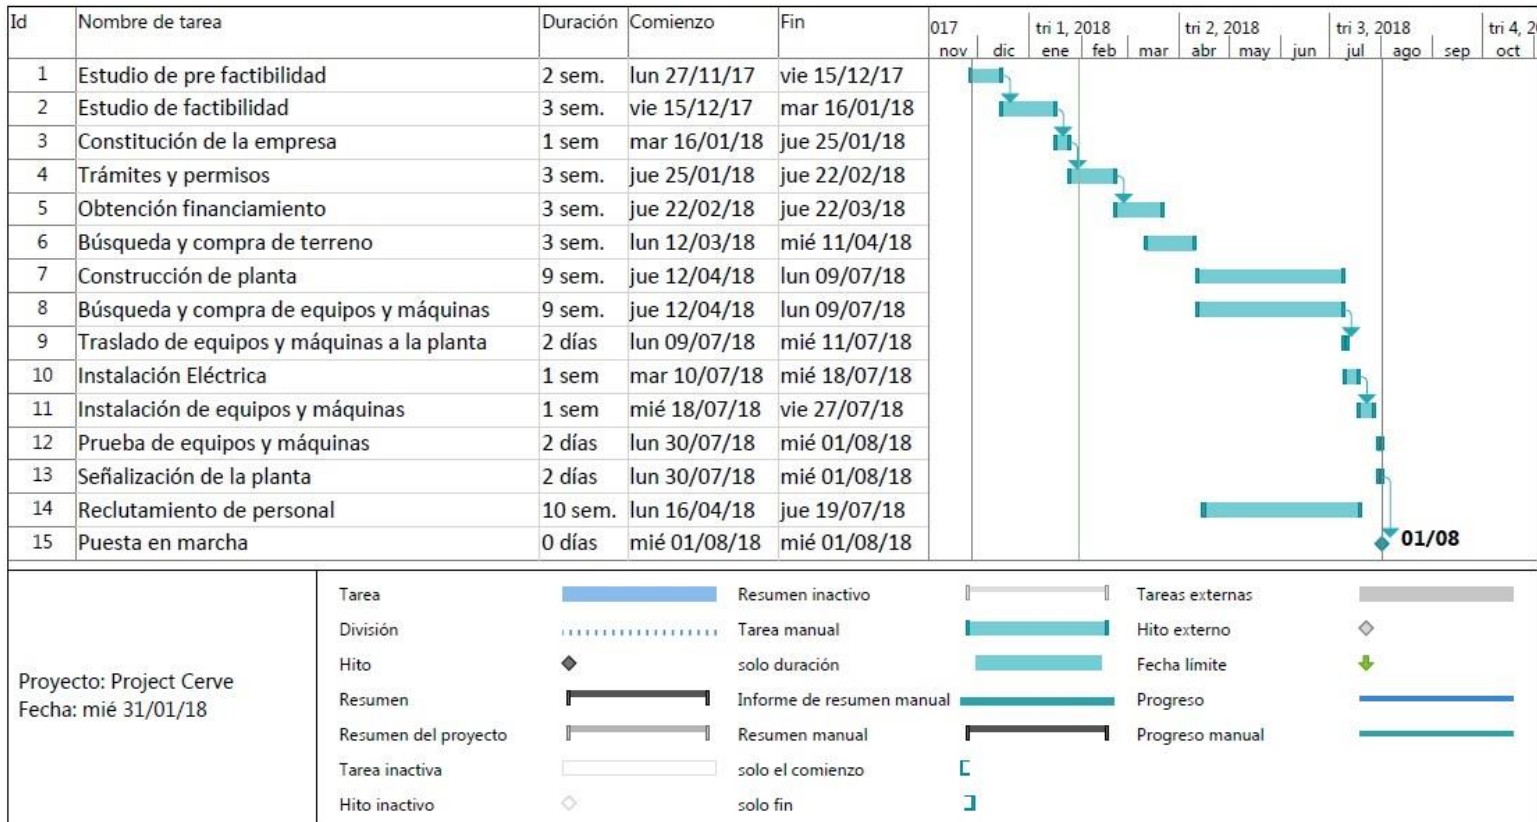 Id Nombre de tarea Duración Comienzo Fin
017 tri 1, 2018 tri 2, 2018 tri 3, 2018 tri 4, 2
nov dic ene feb mar abr may jun jul ago sep oct
1 Estudio de pre factibilidad 2 sem. lun 27/11/17 vie 15/12/17
2 Estudio de factibilidad 3 sem. vie 15/12/17 mar 16/01/18
3 Constitución de la empresa 1 sem mar 16/01/18 jue 25/01/18
4 Trámites y permisos 3 sem. jue 25/01/18 jue 22/02/18
5 Obtención financiamiento 3 sem. jue 22/02/18 jue 22/03/18
6 Búsqueda y compra de terreno 3 sem. lun 12/03/18 mié 11/04/18
7 Construcción de planta 9 sem. jue 12/04/18 lun 09/07/18
8 Búsqueda y compra de equipos y máquinas 9 sem. jue 12/04/18 lun 09/07/18
9 Traslado de equipos y máquinas a la planta 2 días lun 09/07/18 mié 11/07/18
10 Instalación Eléctrica 1 sem mar 10/07/18 mié 18/07/18
11 Instalación de equipos y máquinas 1 sem mié 18/07/18 vie 27/07/18
12 Prueba de equipos y máquinas 2 días lun 30/07/18 mié 01/08/18
13 Señalización de la planta 2 días lun 30/07/18 mié 01/08/18
14 Reclutamiento de personal 10 sem. lun 16/04/18 jue 19/07/18
15 Puesta en marcha 0 días mié 01/08/18 mié 01/08/18 01/08
Proyecto: Project Cerve
Fecha: mié 31/01/18
Tarea Resumen inactivo Tareas externas
División Tarea manual Hito externo
Hito solo duración Fecha límite
Resumen Informe de resumen manual Progreso
Resumen del proyecto Resumen manual Progreso manual
Tarea inactiva solo el comienzo
Hito inactivo solo fin